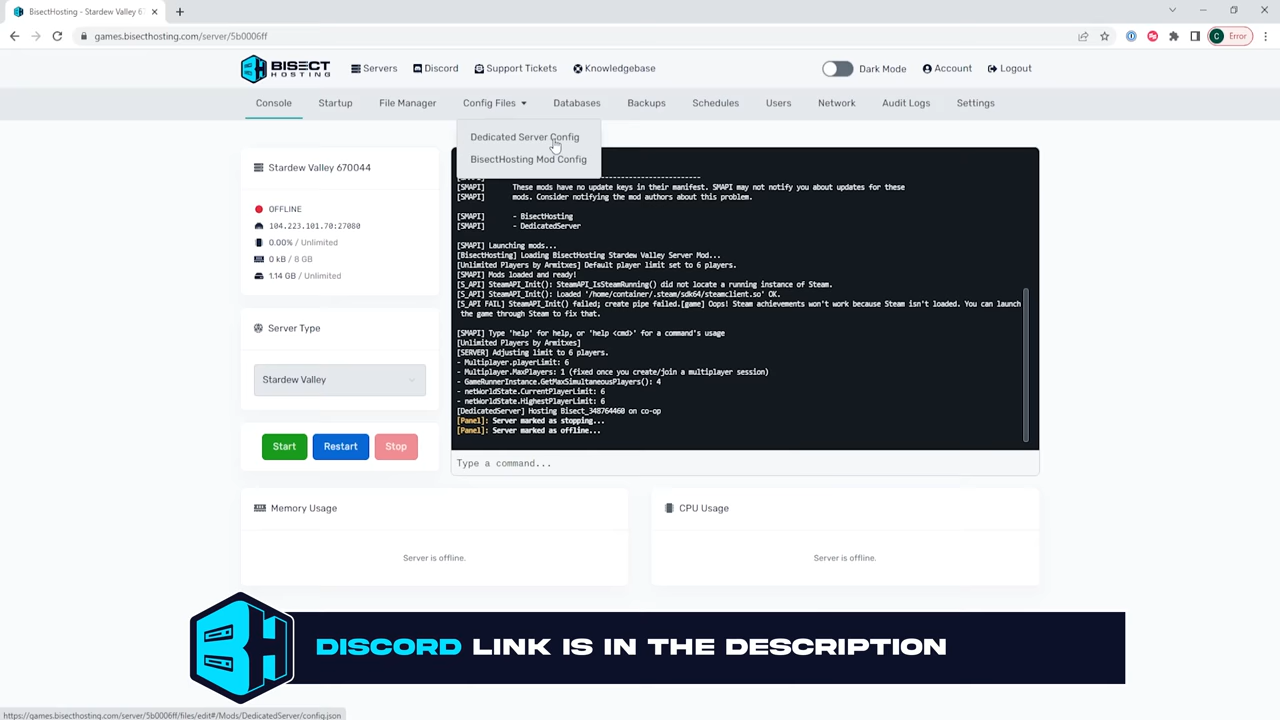 BisectHosting - Stardew Valley 67
games.bisecthosting.com/server/5b0006ff
C Error
BISECT HOSTING
Servers
Discord
Support Tickets
Knowledgebase
Dark Mode
Account
Logout
Console
Startup
File Manager
Config Files
Databases
Backups
Schedules
Users
Network
Audit Logs
Settings
Dedicated Server Config
BisectHosting Mod Config
Stardew Valley 670044
OFFLINE
104.223.101.70:27080
0.00% / Unlimited
0 kB / 8 GB
1.14 GB / Unlimited
Server Type
Stardew Valley
Start
Restart
Stop
[SMAPI] These mods have no update keys in their manifest. SMAPI may not notify you about updates for these
[SMAPI] mods. Consider notifying the mod authors about this problem.
[SMAPI] - BisectHosting
[SMAPI] - DedicatedServer
[SMAPI] Launching mods...
[BisectHosting] Loading BisectHosting Stardew Valley Server Mod...
[Unlimited Players by Armitxes] Default player limit set to 6 players.
[SMAPI] Mods loaded and ready!
[S_API] SteamAPI_Init(): SteamAPI_IsSteamRunning() did not locate a running instance of Steam.
[S_API] SteamAPI_Init(): Loaded '/home/container/.steam/sdk64/steamclient.so' OK.
[S_API FAIL] SteamAPI_Init() failed; create pipe failed.[game] Oops! Steam achievements won't work because Steam isn't loaded. You can launch
the game through Steam to fix that.
[SMAPI] Type 'help' for help, or 'help <cmd>' for a command's usage
[Unlimited Players by Armitxes]
[SERVER] Adjusting limit to 6 players.
- Multiplayer.playerLimit: 6
- Multiplayer.MaxPlayers: 1 (fixed once you create/join a multiplayer session)
- GameRunnerInstance.GetMaxSimultaneousPlayers(): 4
- netWorldState.CurrentPlayerLimit: 6
- netWorldState.HighestPlayerLimit: 6
[DedicatedServer] Hosting Bisect_348764460 on co-op
[Panel]: Server marked as stopping...
[Panel]: Server marked as offline...
Type a command...
Memory Usage
Server is offline.
CPU Usage
Server is offline.
DISCORD LINK IS IN THE DESCRIPTION
https://games.bisecthosting.com/server/5b0006ff/files/edit#/Mods/DedicatedServer/config.json